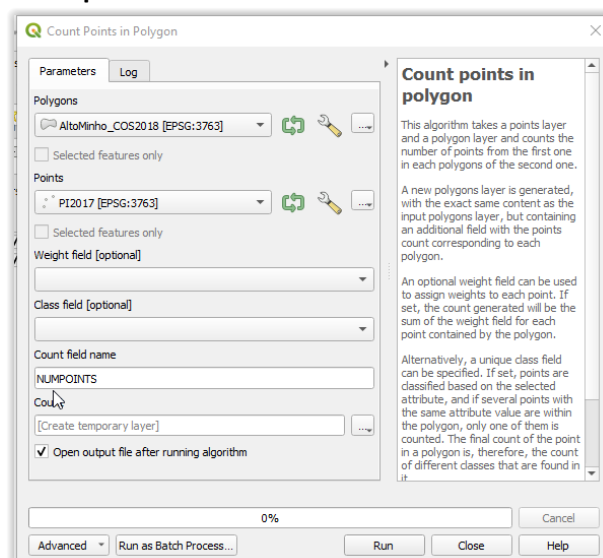 Count Points in Polygon
Parameters
Log
Polygons
AltoMinho_COS2018 [EPSG:3763]
Selected features only
Points
PI2017 [EPSG:3763]
Selected features only
Weight field [optional]
Class field [optional]
Count field name
NUMPOINTS
[Create temporary layer]
Open output file after running algorithm
Count points in
polygon
This algorithm takes a points layer
and a polygon layer and counts the
number of points from the first one
in each polygons of the second one.
A new polygons layer is generated,
with the exact same content as the
input polygons layer, but containing
an additional field with the points
count corresponding to each
polygon.
An optional weight field can be used
to assign weights to each point. If
set, the count generated will be the
sum of the weight field for each
point contained by the polygon.
Alternatively, a unique class field
can be specified. If set, points are
classified based on the selected
attribute, and if several points with
the same attribute value are within
the polygon, only one of them is
counted. The final count of the point
in a polygon is, therefore, the count
of different classes that are found in
it
0%
Cancel
Advanced
Run as Batch Process...
Run
Close
Help